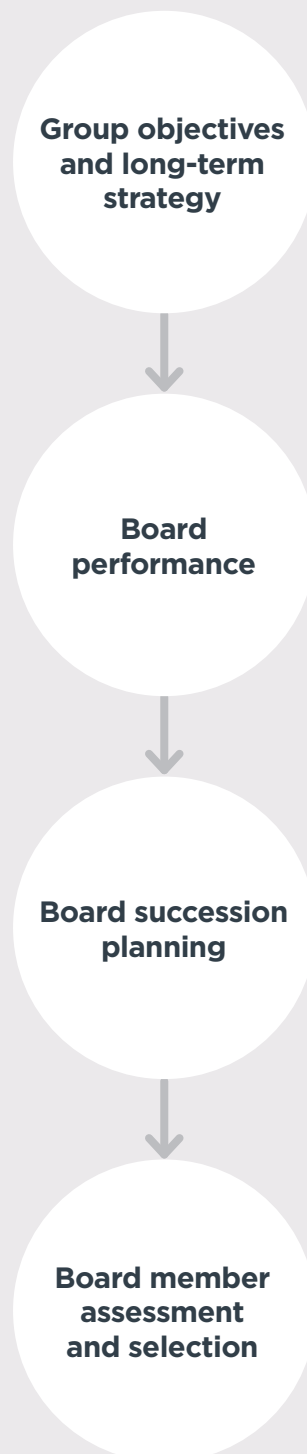 Group objectives
and long-term
strategy
Board
performance
Board succession
planning
Board member
assessment
and selection